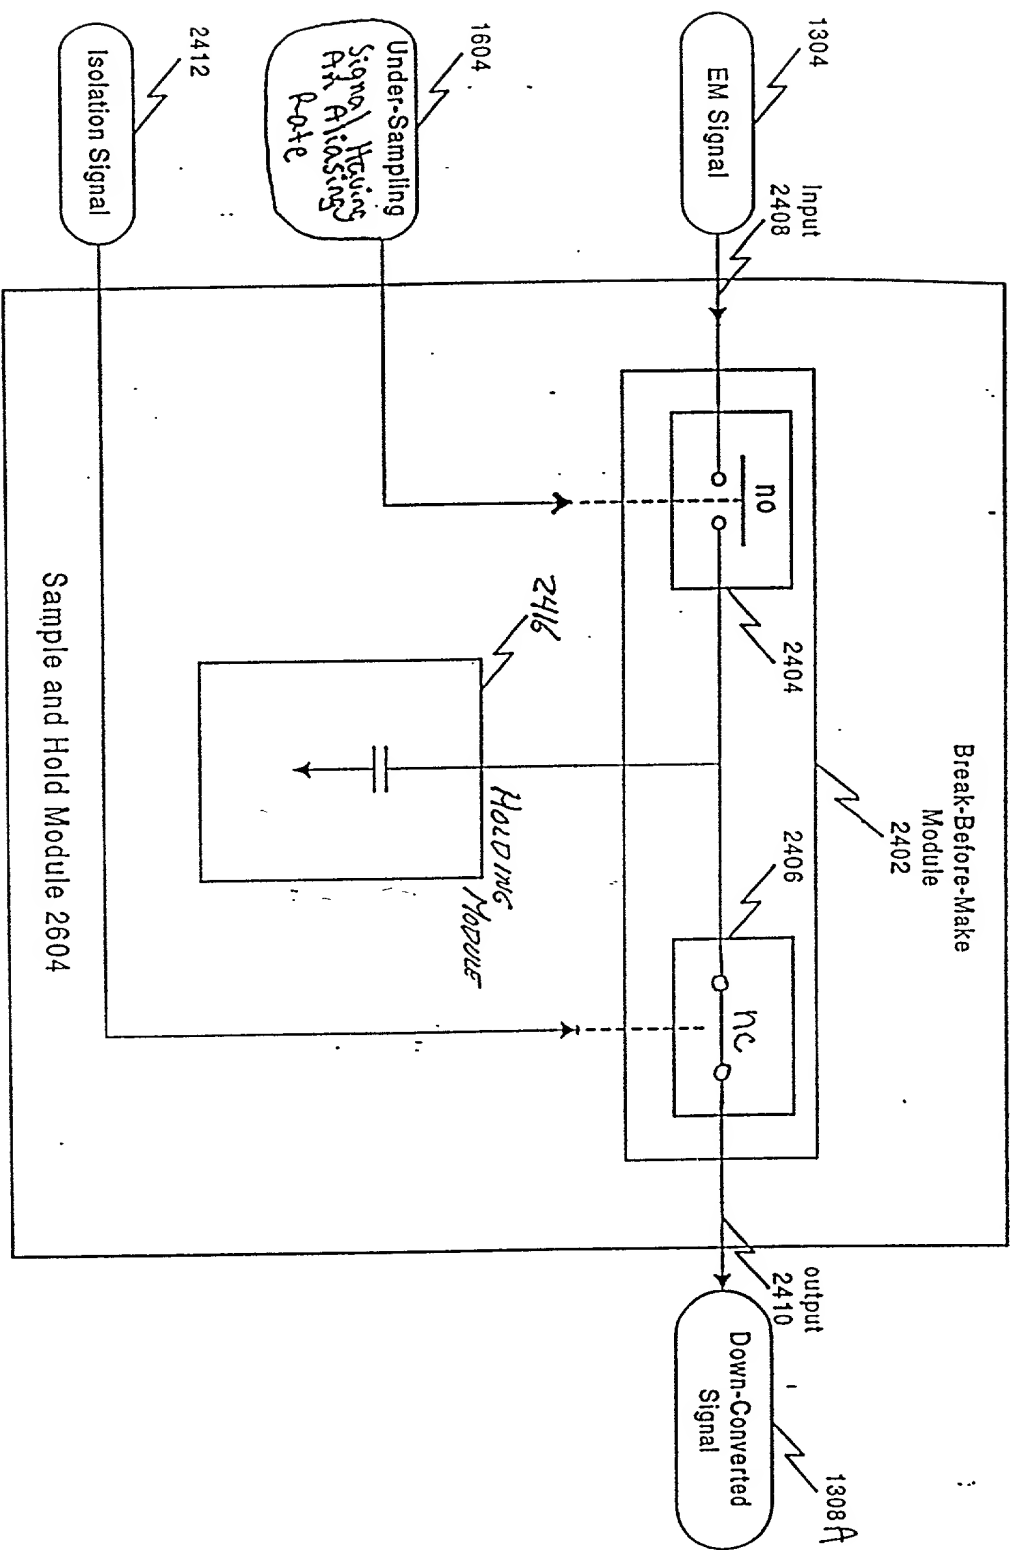 Break-Before-Make
Module
2402
1304
EM Signal
Input
2408
no
2404
2406
nc
output
2410
Down-Converted
Signal
1308A
1604
Under-Sampling
Signal Having
An Aliasing
Rate
2416
HOLDING
MODULE
2412
Isolation Signal
Sample and Hold Module 2604